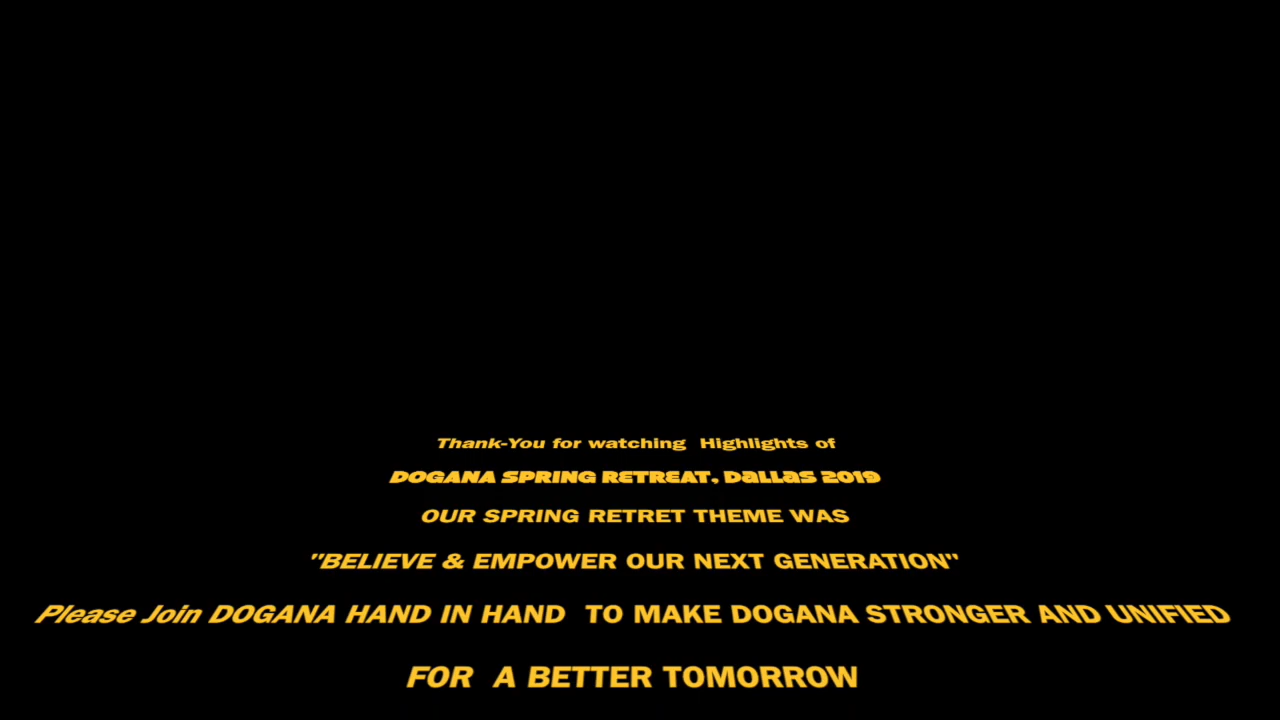 Thank-You for watching  Highlights of
DOGANA SPRING RETREAT, Dallas 2019
OUR SPRING RETRET THEME WAS
"BELIEVE & EMPOWER OUR NEXT GENERATION"
Please Join DOGANA HAND IN HAND  TO MAKE DOGANA STRONGER AND UNIFIED
FOR  A BETTER TOMORROW